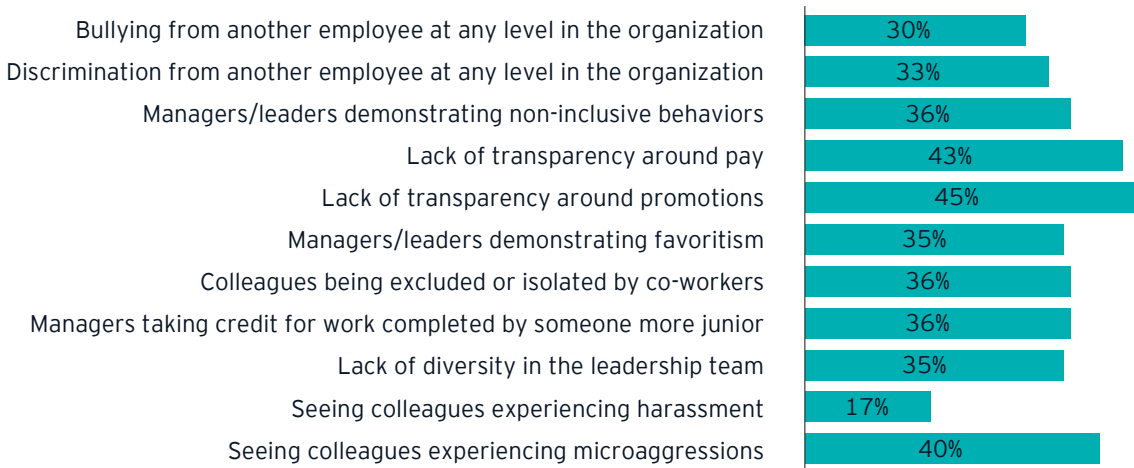 Bullying from another employee at any level in the organization 30%
Discrimination from another employee at any level in the organization 33%
Managers/leaders demonstrating non-inclusive behaviors 36%
Lack of transparency around pay 43%
Lack of transparency around promotions 45%
Managers/leaders demonstrating favoritism 35%
Colleagues being excluded or isolated by co-workers 36%
Managers taking credit for work completed by someone more junior 36%
Lack of diversity in the leadership team 35%
Seeing colleagues experiencing harassment 17%
Seeing colleagues experiencing microaggressions 40%